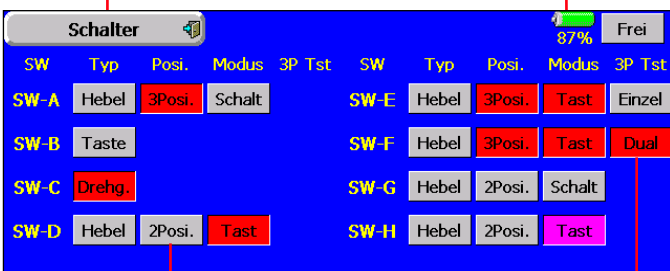 Schalter 87% Frei
SW Typ Posi. Modus 3P Tst SW Typ Posi. Modus 3P Tst
SW-A Hebel 3Posi. Schalt SW-E Hebel 3Posi. Tast Einzel
SW-B Taste SW-F Hebel 3Posi. Tast Dual
SW-C Drehg. SW-G Hebel 2Posi. Schalt
SW-D Hebel 2Posi. Tast SW-H Hebel 2Posi. Tast